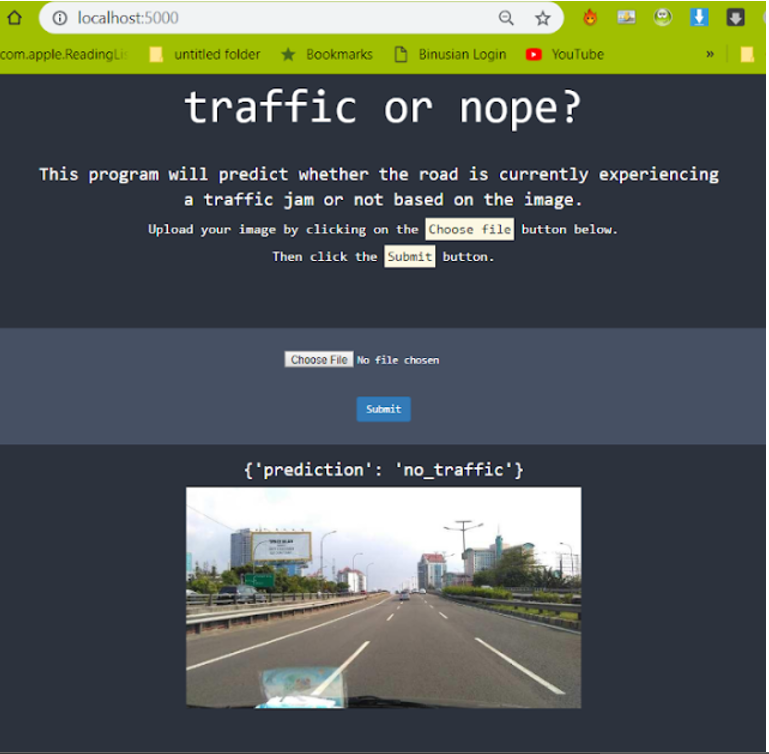 localhost:5000
com.apple.ReadingLis
untitled folder
Bookmarks
Binusian Login
YouTube
»
traffic or nope?
This program will predict whether the road is currently experiencing
a traffic jam or not based on the image.
Upload your image by clicking on the Choose file button below.
Then click the Submit button.
Choose File No file chosen
Submit
{'prediction': 'no_traffic'}